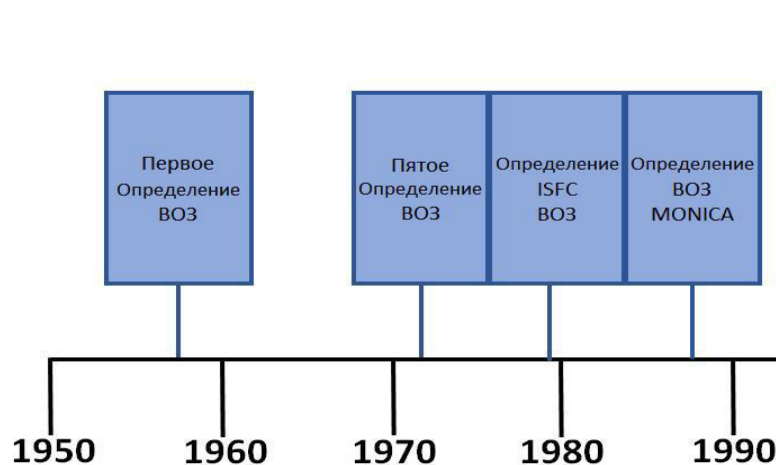 Первое
Определение
ВОЗ
Пятое
Определение
ВОЗ
Определение
ISFC
ВОЗ
Определение
ВОЗ
MONICA
1950 1960 1970 1980 1990